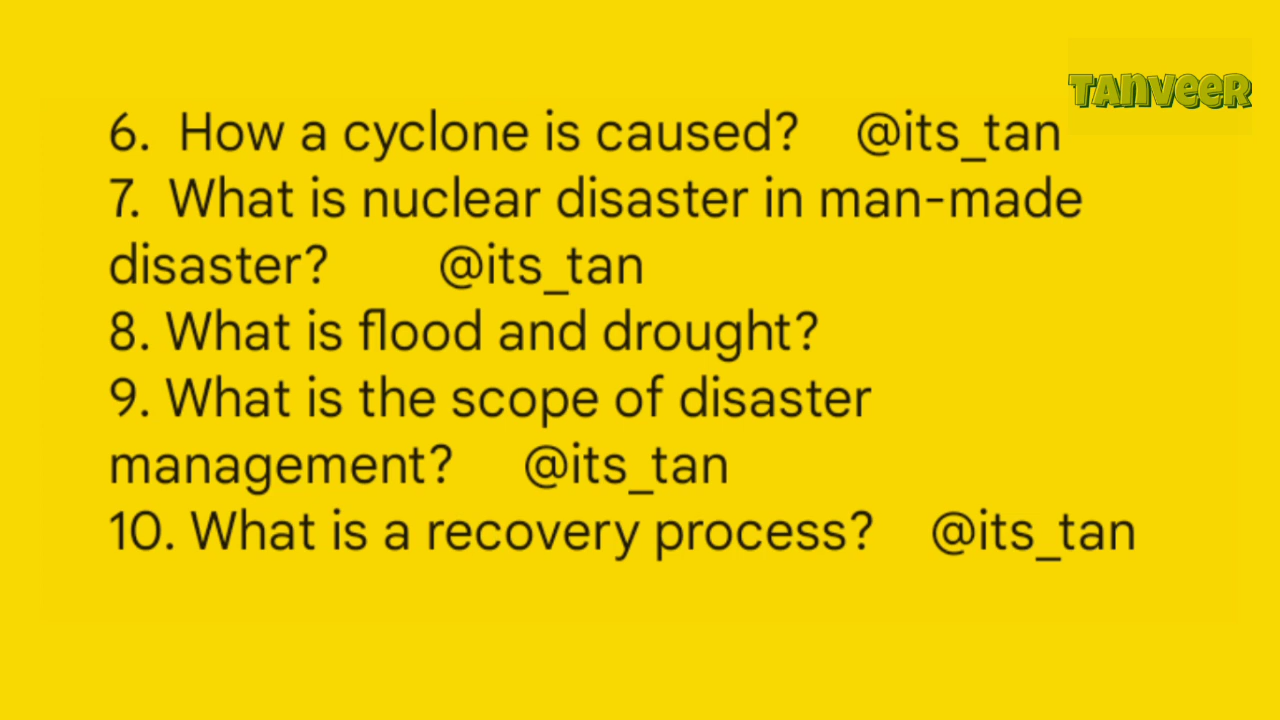 TANVEER
6. How a cyclone is caused? @its_tan
7. What is nuclear disaster in man-made
disaster? @its_tan
8. What is flood and drought?
9. What is the scope of disaster
management? @its_tan
10. What is a recovery process? @its_tan